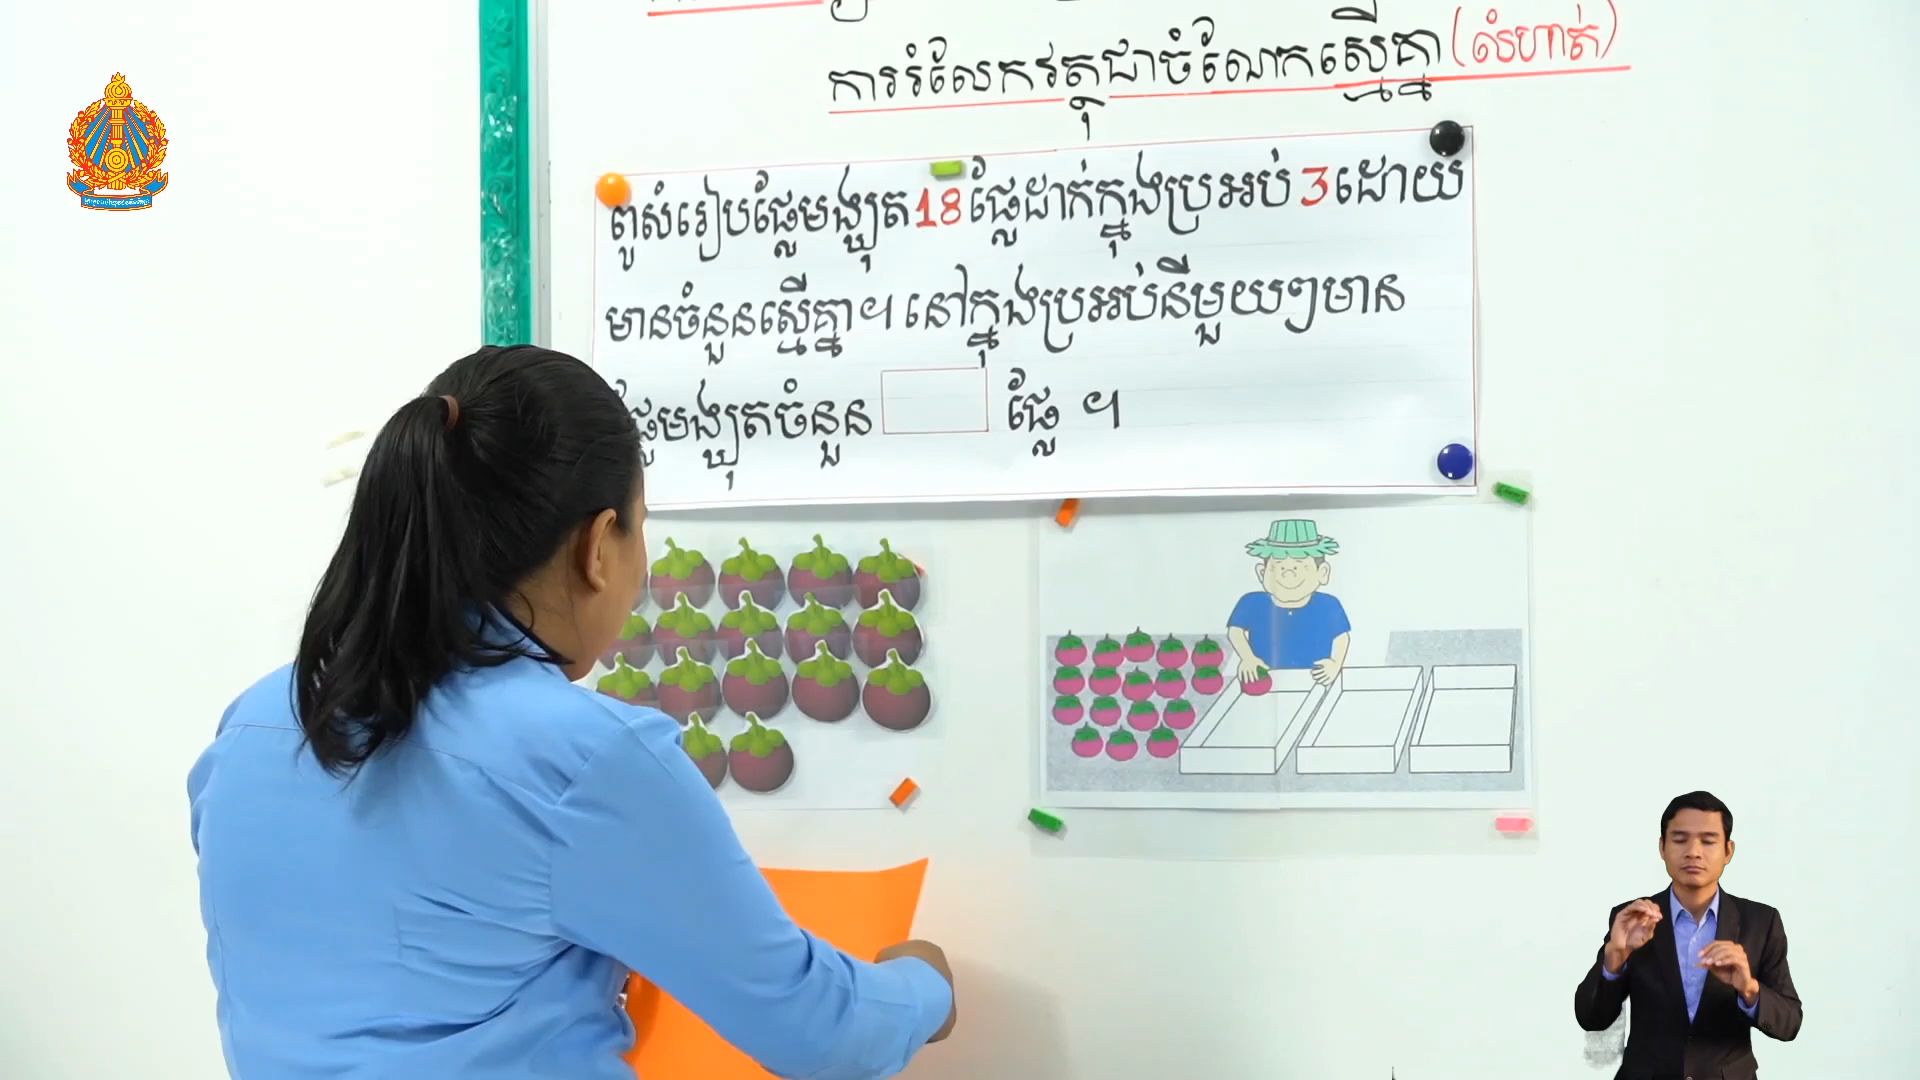 ការរំលែកវត្ថុជាចំណែកស្មើគ្នា (លំហាត់)
ពូសំរៀបផ្លែមង្ឃុត 18 ផ្លែដាក់ក្នុងប្រអប់ 3 ដោយ
មានចំនួនស្មើគ្នា។ នៅក្នុងប្រអប់នីមួយៗមាន
ផ្លែមង្ឃុតចំនួន ផ្លែ ។